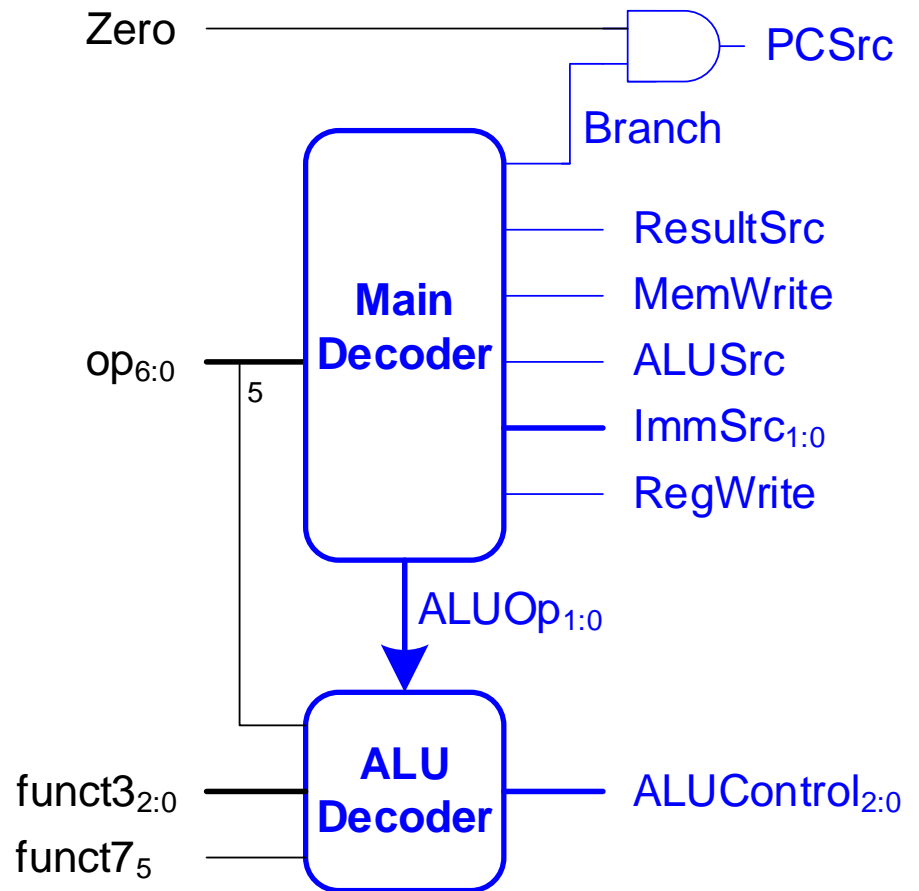 Zero
PCSrc
Branch
ResultSrc
MemWrite
Main
Decoder
ALUSrc
op6:0
5
ImmSrc1:0
RegWrite
ALUOp1:0
ALU
Decoder
funct32:0
ALUControl2:0
funct75